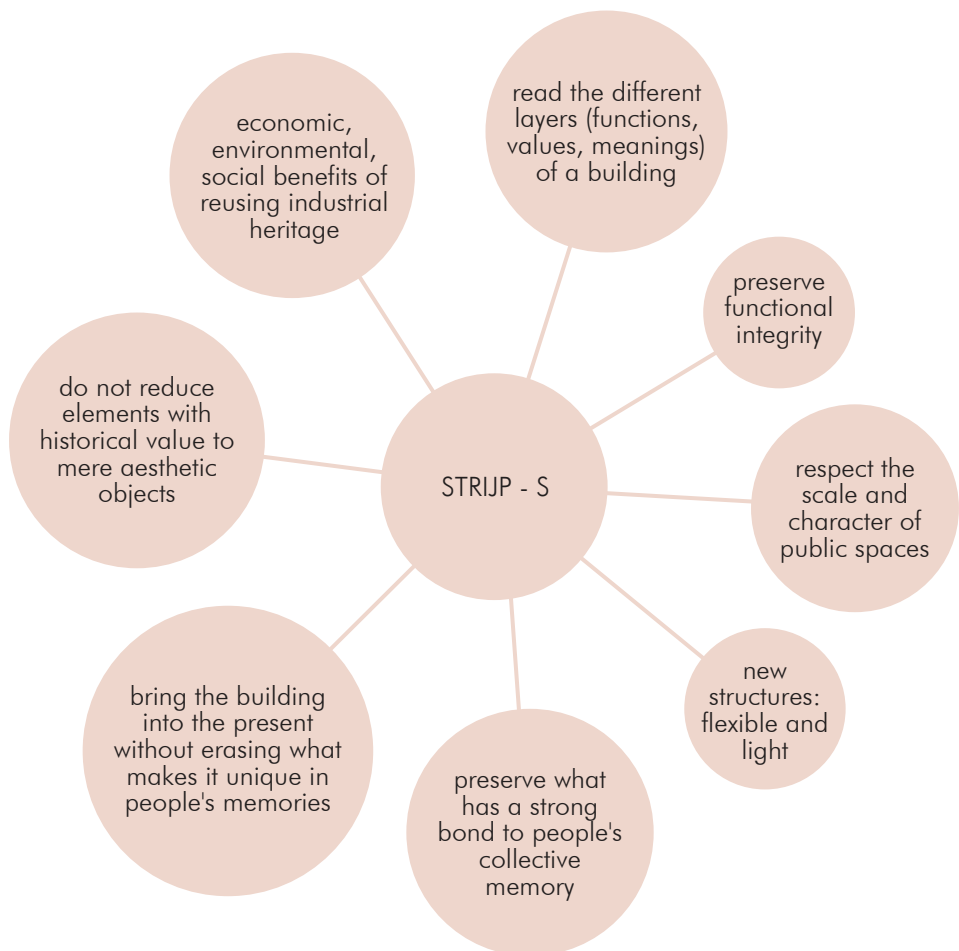 economic,
environmental,
social benefits of
reusing industrial
heritage
read the different
layers (functions,
values, meanings)
of a building
preserve
functional
integrity
do not reduce
elements with
historical value to
mere aesthetic
objects
STRIJP - S
respect the
scale and
character of
public spaces
bring the building
into the present
without erasing what
makes it unique in
people's memories
preserve what
has a strong
bond to people's
collective
memory
new
structures:
flexible and
light